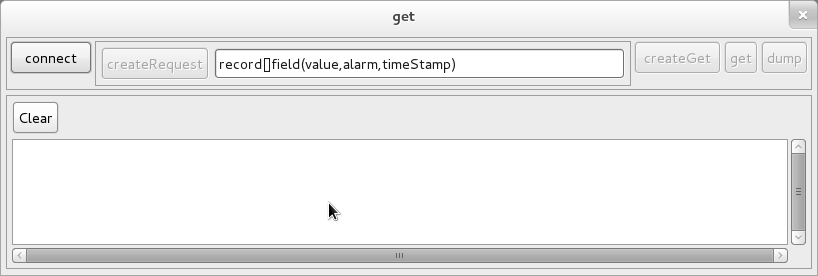 get
connect createRequest record[]field(value,alarm,timeStamp) createGet get dump
Clear